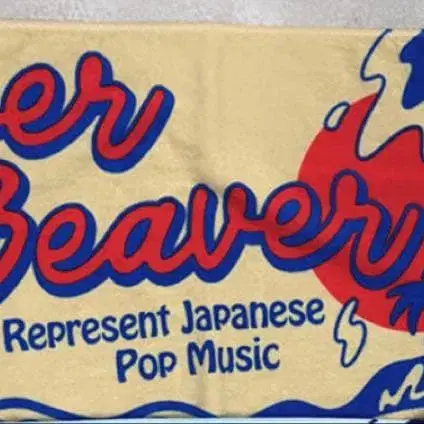 er
Beaver
Represent Japanese
Pop Music